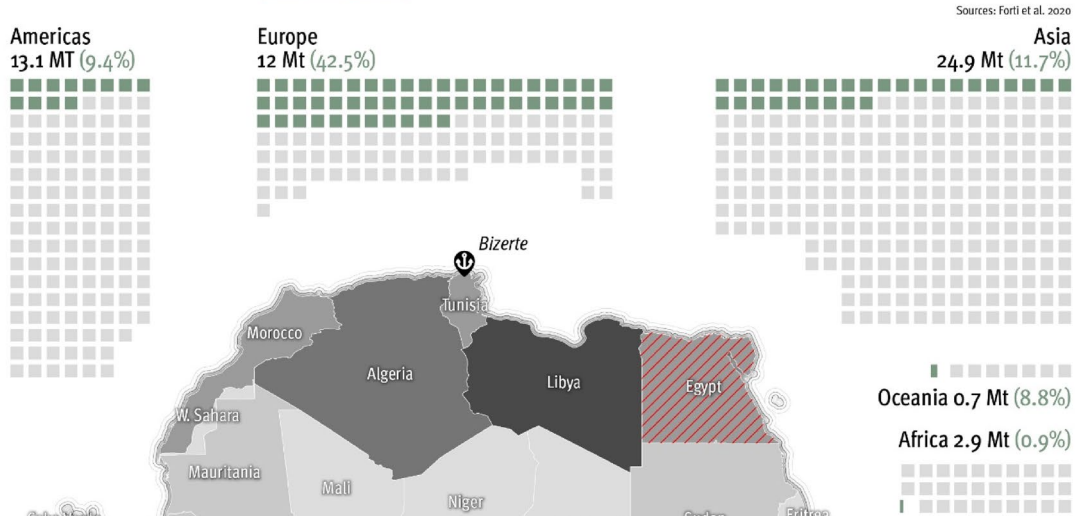 Sources: Forti et al. 2020
Americas
13.1 MT (9.4%)
Europe
12 Mt (42.5%)
Asia
24.9 Mt (11.7%)
Bizerte
Tunisia
Morocco
Algeria
Libya
Egypt
W. Sahara
Oceania 0.7 Mt (8.8%)
Africa 2.9 Mt (0.9%)
Mauritania
Mali
Niger